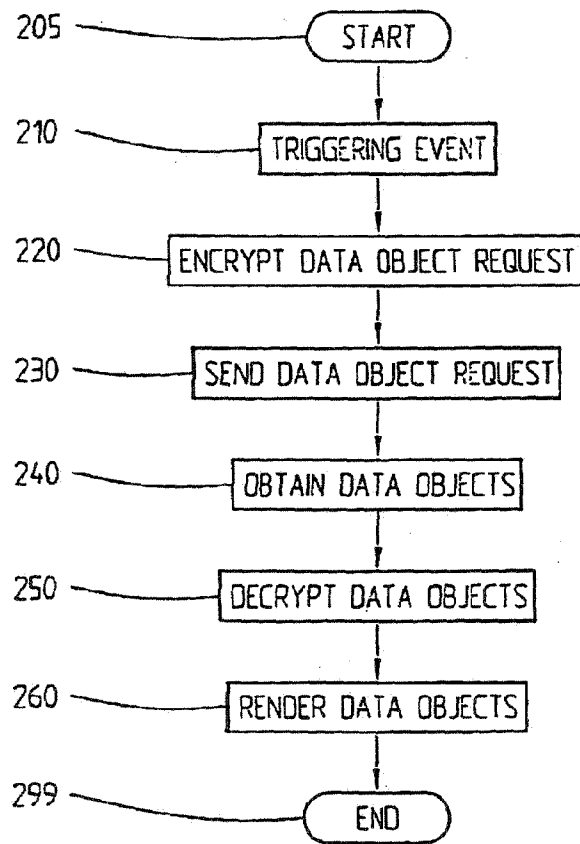 205 START
210 TRIGGERING EVENT
220 ENCRYPT DATA OBJECT REQUEST
230 SEND DATA OBJECT REQUEST
240 OBTAIN DATA OBJECTS
250 DECRYPT DATA OBJECTS
260 RENDER DATA OBJECTS
299 END